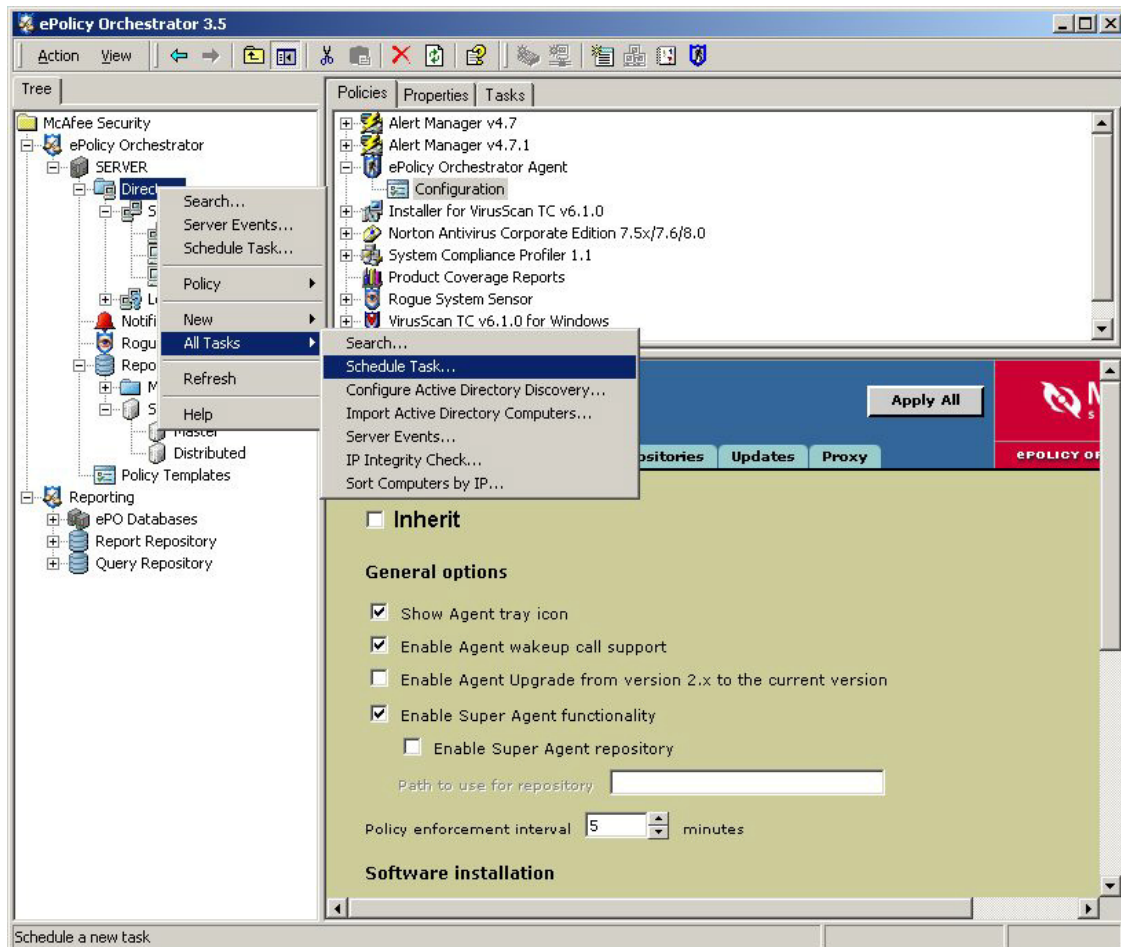 ePolicy Orchestrator 3.5
Action View
Tree
McAfee Security
ePolicy Orchestrator
SERVER
Notifi
Rogu
Repo
M
S
Master
Distributed
Policy Templates
Reporting
ePO Databases
Report Repository
Query Repository
Search...
Server Events...
Schedule Task...
Policy
New
All Tasks
Refresh
Help
Search...
Schedule Task...
Configure Active Directory Discovery...
Import Active Directory Computers...
Server Events...
IP Integrity Check...
Sort Computers by IP...
Policies Properties Tasks
Alert Manager v4.7
Alert Manager v4.7.1
ePolicy Orchestrator Agent
Configuration
Installer for VirusScan TC v6.1.0
Norton Antivirus Corporate Edition 7.5x/7.6/8.0
System Compliance Profiler 1.1
Product Coverage Reports
Rogue System Sensor
VirusScan TC v6.1.0 for Windows
Apply All
ositories Updates Proxy
ePOLICY OR
Inherit
General options
Show Agent tray icon
Enable Agent wakeup call support
Enable Agent Upgrade from version 2.x to the current version
Enable Super Agent functionality
Enable Super Agent repository
Path to use for repository
Policy enforcement interval 5 minutes
Software installation
Schedule a new task